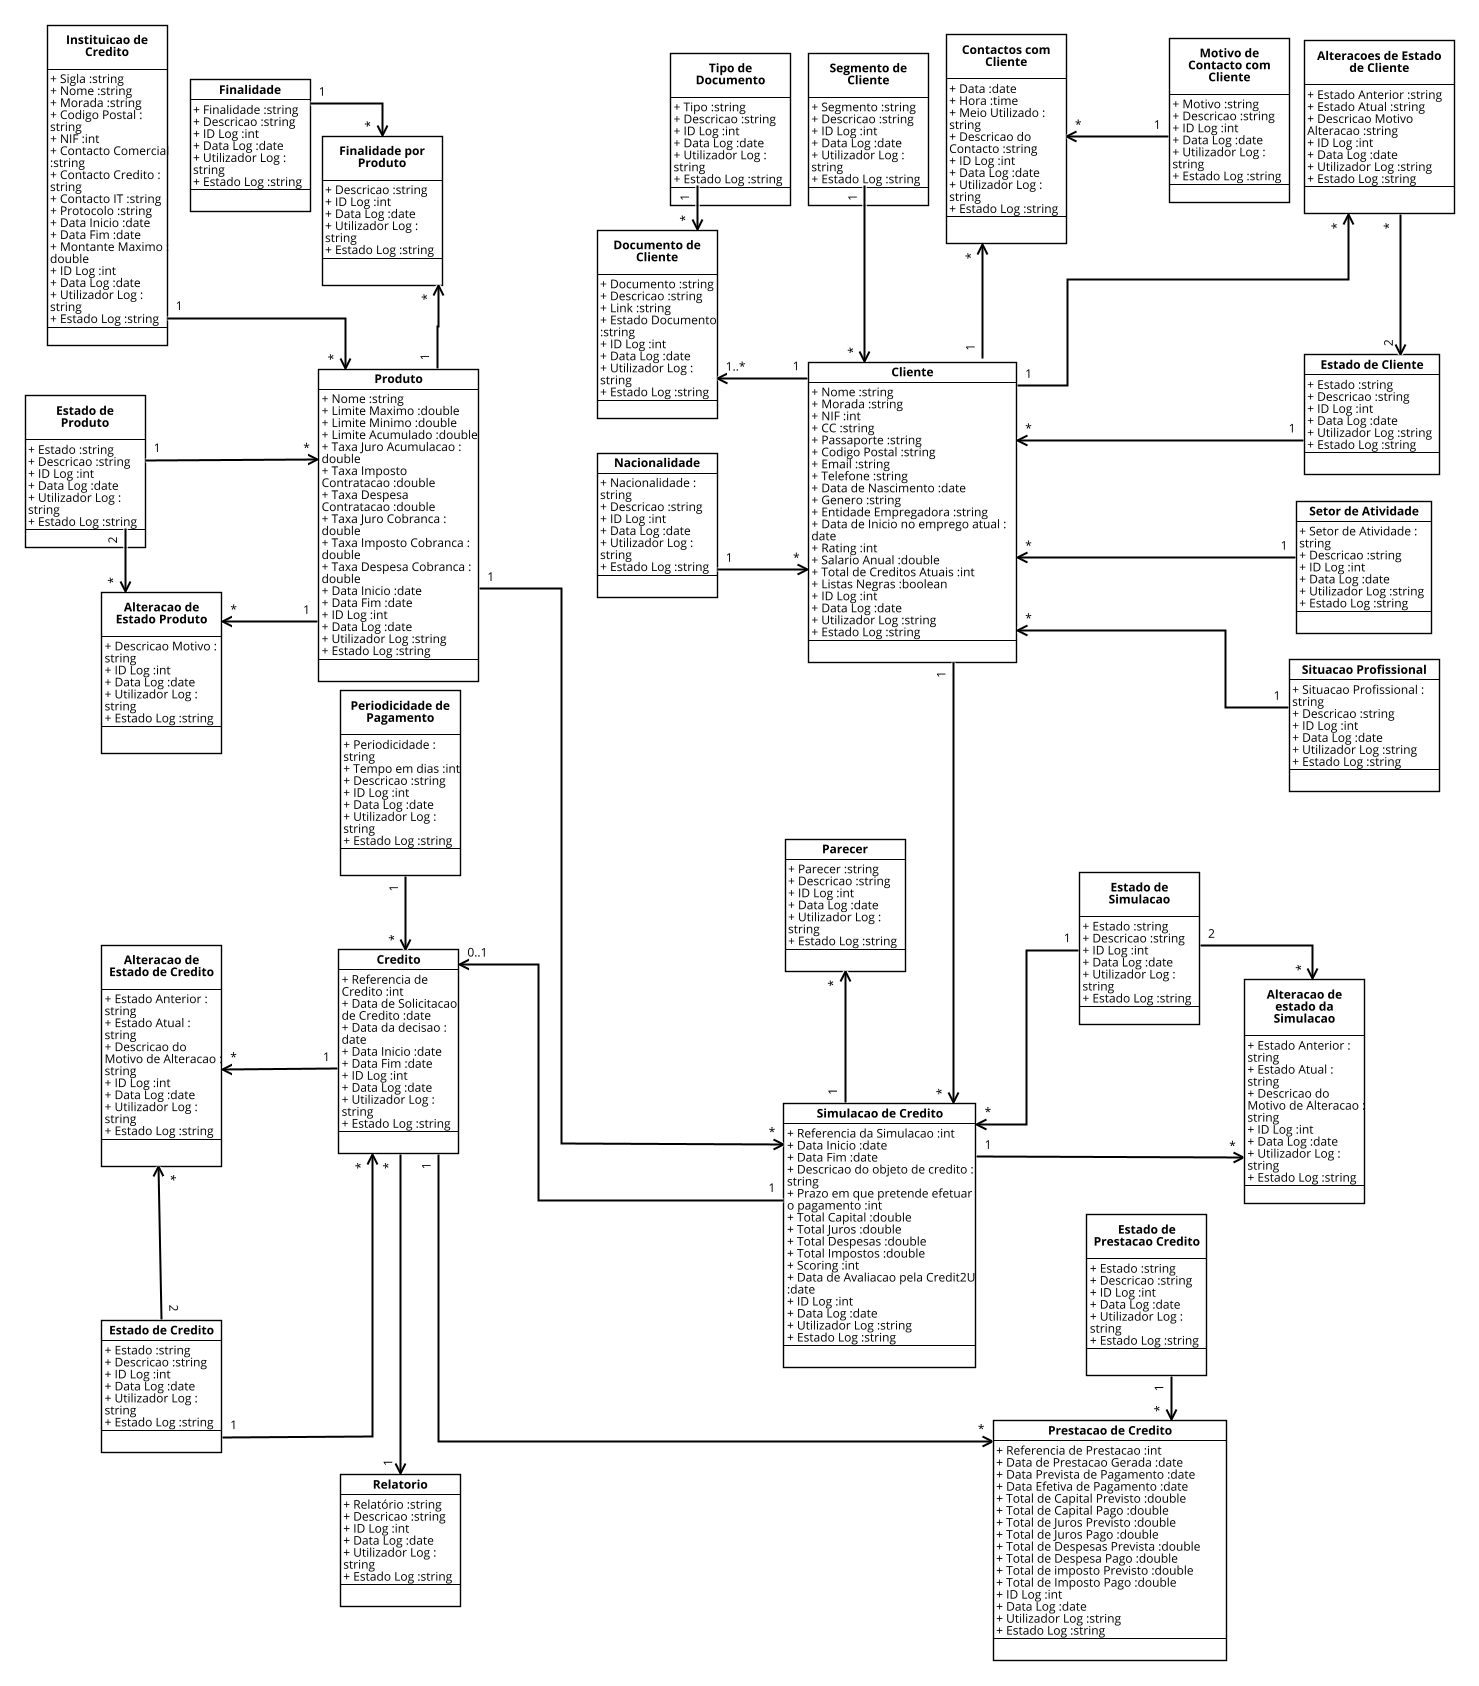 Instituicao de
Credito
+ Sigla :string
+ Nome :string
+ Morada :string
+ Codigo Postal :
string
+ NIF :int
+ Contacto Comercial
:string
+ Contacto Credito :
string
+ Contacto IT :string
+ Protocolo :string
+ Data Inicio :date
+ Data Fim :date
+ Montante Maximo :
double
+ ID Log :int
+ Data Log :date
+ Utilizador Log :
string
+ Estado Log :string
1
*
Finalidade
+ Finalidade :string
+ Descricao :string
+ ID Log :int
+ Data Log :date
+ Utilizador Log :
string
+ Estado Log :string
1
*
Finalidade por
Produto
+ Descricao :string
+ ID Log :int
+ Data Log :date
+ Utilizador Log :
string
+ Estado Log :string
*
1
Tipo de
Documento
+ Tipo :string
+ Descricao :string
+ ID Log :int
+ Data Log :date
+ Utilizador Log :
string
+ Estado Log :string
1
*
Segmento de
Cliente
+ Segmento :string
+ Descricao :string
+ ID Log :int
+ Data Log :date
+ Utilizador Log :
string
+ Estado Log :string
1
*
Contactos com
Cliente
+ Data :date
+ Hora :time
+ Meio Utilizado :
string
+ Descricao do
Contacto :string
+ ID Log :int
+ Data Log :date
+ Utilizador Log :
string
+ Estado Log :string
*
1
*
1
Motivo de
Contacto com
Cliente
+ Motivo :string
+ Descricao :string
+ ID Log :int
+ Data Log :date
+ Utilizador Log :
string
+ Estado Log :string
Alteracoes de Estado
de Cliente
+ Estado Anterior :string
+ Estado Atual :string
+ Descricao Motivo
Alteracao :string
+ ID Log :int
+ Data Log :date
+ Utilizador Log :string
+ Estado Log :string
*
*
2
Documento de
Cliente
+ Documento :string
+ Descricao :string
+ Link :string
+ Estado Documento
:string
+ ID Log :int
+ Data Log :date
+ Utilizador Log :
string
+ Estado Log :string
1..*
1
Produto
+ Nome :string
+ Limite Maximo :double
+ Limite Minimo :double
+ Limite Acumulado :double
+ Taxa Juro Acumulacao :
double
+ Taxa Imposto
Contratacao :double
+ Taxa Despesa
Contratacao :double
+ Taxa Juro Cobranca :
double
+ Taxa Imposto Cobranca :
double
+ Taxa Despesa Cobranca :
double
+ Data Inicio :date
+ Data Fim :date
+ ID Log :int
+ Data Log :date
+ Utilizador Log :string
+ Estado Log :string
1
Cliente
+ Nome :string
+ Morada :string
+ NIF :int
+ CC :string
+ Passaporte :string
+ Codigo Postal :string
+ Email :string
+ Telefone :string
+ Data de Nascimento :date
+ Genero :string
+ Entidade Empregadora :string
+ Data de Inicio no emprego atual :
date
+ Rating :int
+ Salario Anual :double
+ Total de Creditos Atuais :int
+ Listas Negras :boolean
+ ID Log :int
+ Data Log :date
+ Utilizador Log :string
+ Estado Log :string
1
1
*
1
Estado de Cliente
+ Estado :string
+ Descricao :string
+ ID Log :int
+ Data Log :date
+ Utilizador Log :string
+ Estado Log :string
Estado de
Produto
+ Estado :string
+ Descricao :string
+ ID Log :int
+ Data Log :date
+ Utilizador Log :
string
+ Estado Log :string
1
*
2
*
Nacionalidade
+ Nacionalidade :
string
+ Descricao :string
+ ID Log :int
+ Data Log :date
+ Utilizador Log :
string
+ Estado Log :string
1
*
*
1
Setor de Atividade
+ Setor de Atividade :
string
+ Descricao :string
+ ID Log :int
+ Data Log :date
+ Utilizador Log :string
+ Estado Log :string
Alteracao de
Estado Produto
+ Descricao Motivo :
string
+ ID Log :int
+ Data Log :date
+ Utilizador Log :
string
+ Estado Log :string
*
1
*
1
Situacao Profissional
+ Situacao Profissional :
string
+ Descricao :string
+ ID Log :int
+ Data Log :date
+ Utilizador Log :string
+ Estado Log :string
Periodicidade de
Pagamento
+ Periodicidade :
string
+ Tempo em dias :int
+ Descricao :string
+ ID Log :int
+ Data Log :date
+ Utilizador Log :
string
+ Estado Log :string
1
*
Parecer
+ Parecer :string
+ Descricao :string
+ ID Log :int
+ Data Log :date
+ Utilizador Log :
string
+ Estado Log :string
*
1
Estado de
Simulacao
+ Estado :string
+ Descricao :string
+ ID Log :int
+ Data Log :date
+ Utilizador Log :
string
+ Estado Log :string
1
2
*
Alteracao de
Estado de Credito
+ Estado Anterior :
string
+ Estado Atual :
string
+ Descricao do
Motivo de Alteracao :
string
+ ID Log :int
+ Data Log :date
+ Utilizador Log :
string
+ Estado Log :string
*
1
*
2
Credito
+ Referencia de
Credito :int
+ Data de Solicitacao
de Credito :date
+ Data da decisao :
date
+ Data Inicio :date
+ Data Fim :date
+ ID Log :int
+ Data Log :date
+ Utilizador Log :
string
+ Estado Log :string
0..1
*
*
1
Alteracao de
estado da
Simulacao
+ Estado Anterior :
string
+ Estado Atual :
string
+ Descricao do
Motivo de Alteracao :
string
+ ID Log :int
+ Data Log :date
+ Utilizador Log :
string
+ Estado Log :string
Simulacao de Credito
+ Referencia da Simulacao :int
+ Data Inicio :date
+ Data Fim :date
+ Descricao do objeto de credito :
string
+ Prazo em que pretende efetuar
o pagamento :int
+ Total Capital :double
+ Total Juros :double
+ Total Despesas :double
+ Total Impostos :double
+ Scoring :int
+ Data de Avaliacao pela Credit2U
:date
+ ID Log :int
+ Data Log :date
+ Utilizador Log :string
+ Estado Log :string
*
*
*
1
1
*
Estado de
Prestacao Credito
+ Estado :string
+ Descricao :string
+ ID Log :int
+ Data Log :date
+ Utilizador Log :
string
+ Estado Log :string
1
*
Estado de Credito
+ Estado :string
+ Descricao :string
+ ID Log :int
+ Data Log :date
+ Utilizador Log :
string
+ Estado Log :string
1
1
*
Relatorio
+ Relatório :string
+ Descricao :string
+ ID Log :int
+ Data Log :date
+ Utilizador Log :
string
+ Estado Log :string
Prestacao de Credito
+ Referencia de Prestacao :int
+ Data de Prestacao Gerada :date
+ Data Prevista de Pagamento :date
+ Data Efetiva de Pagamento :date
+ Total de Capital Previsto :double
+ Total de Capital Pago :double
+ Total de Juros Previsto :double
+ Total de Juros Pago :double
+ Total de Despesas Prevista :double
+ Total de Despesa Pago :double
+ Total de imposto Previsto :double
+ Total de Imposto Pago :double
+ ID Log :int
+ Data Log :date
+ Utilizador Log :string
+ Estado Log :string